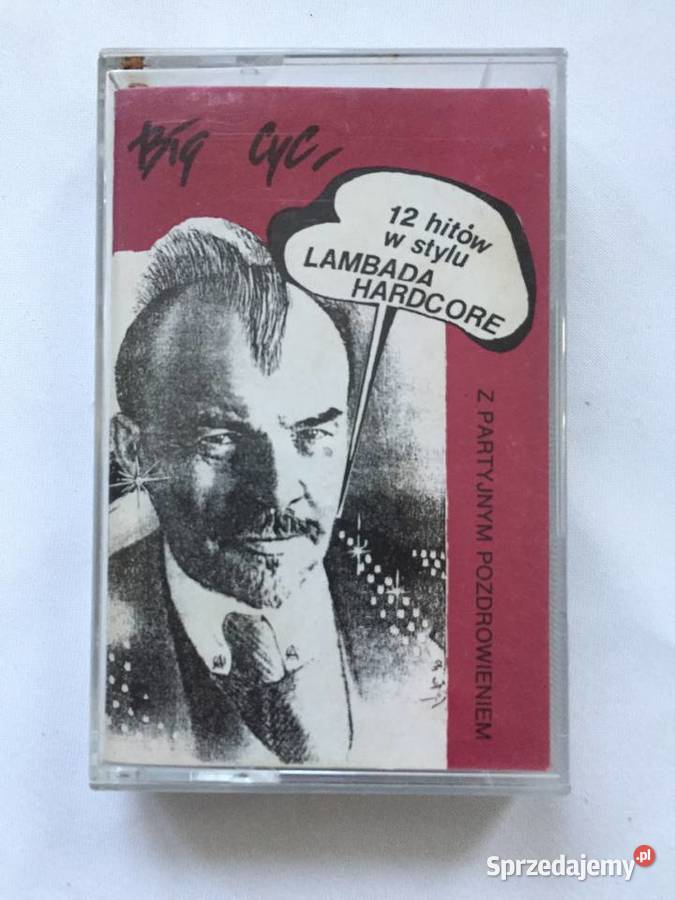 Big Cyc
12 hitów
w stylu
LAMBADA
HARDCORE
Z PARTYJNYM POZDROWIENIEM
Sprzedajemy.pl